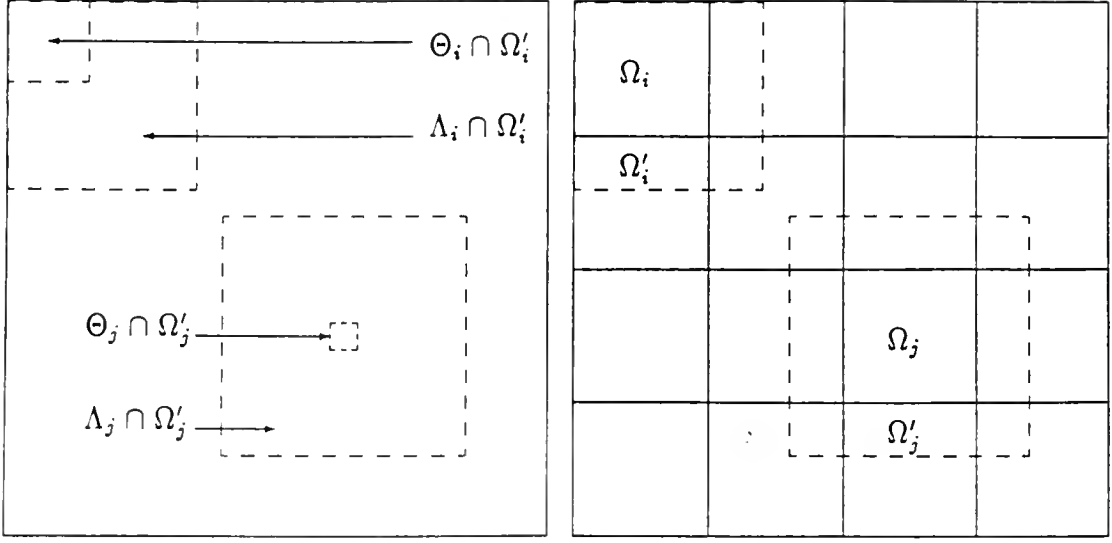 Θ_i ∩ Ω'_i
Λ_i ∩ Ω'_i
Θ_j ∩ Ω'_j
Λ_j ∩ Ω'_j
Ω_i
Ω'_i
Ω_j
Ω'_j